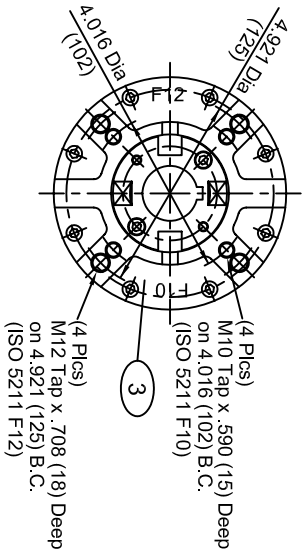 4.016 Dia
(102)
4.921 Dia
(125)
F12
F10
3
(4 Plcs)
M10 Tap x .590 (15) Deep
on 4.016 (102) B.C.
(ISO 5211 F10)
(4 Plcs)
M12 Tap x .708 (18) Deep
on 4.921 (125) B.C.
(ISO 5211 F12)